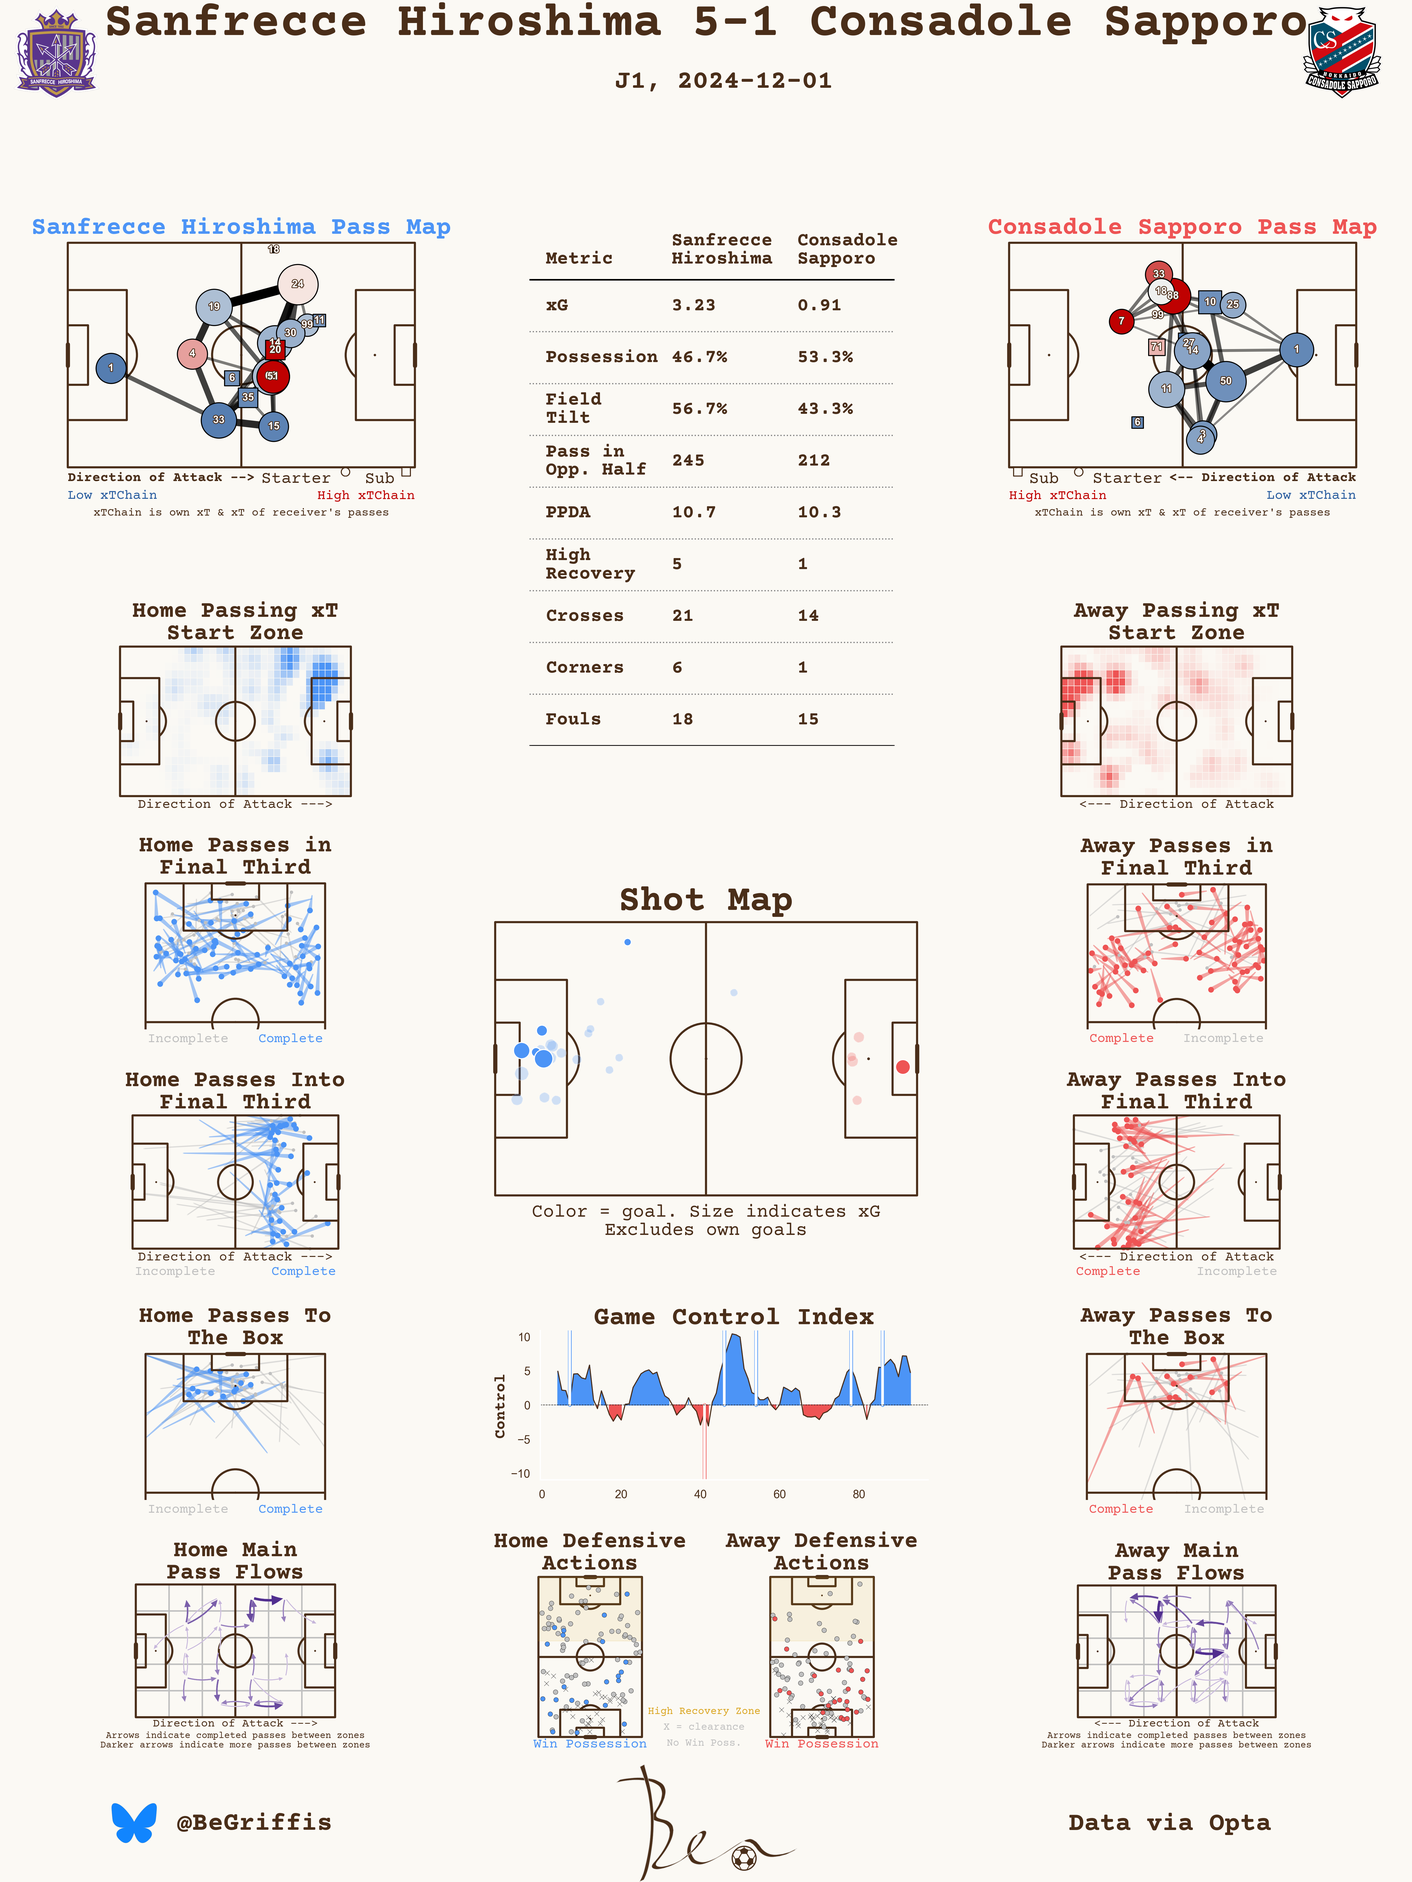 Sanfrecce Hiroshima 5-1 Consadole Sapporo
J1, 2024-12-01
SANFRECCE HIROSHIMA
CS
HOKKAIDO
CONSADOLE SAPPORO
Sanfrecce Hiroshima Pass Map
18
24
19
99
11
30
14
20
4
1
6
51
35
33
15
Direction of Attack --> Starter Sub
Low xTChain High xTChain
xTChain is own xT & xT of receiver's passes
Metric Sanfrecce Hiroshima Consadole Sapporo
xG 3.23 0.91
Possession 46.7% 53.3%
Field Tilt 56.7% 43.3%
Pass in Opp. Half 245 212
PPDA 10.7 10.3
High Recovery 5 1
Crosses 21 14
Corners 6 1
Fouls 18 15
Consadole Sapporo Pass Map
33
18
88
10
25
99
7
71
27
14
1
11
50
6
3
4
Sub Starter <-- Direction of Attack
High xTChain Low xTChain
xTChain is own xT & xT of receiver's passes
Home Passing xT
Start Zone
Direction of Attack --->
Away Passing xT
Start Zone
<--- Direction of Attack
Home Passes in
Final Third
Incomplete Complete
Away Passes in
Final Third
Complete Incomplete
Shot Map
Color = goal. Size indicates xG
Excludes own goals
Home Passes Into
Final Third
Direction of Attack --->
Incomplete Complete
Away Passes Into
Final Third
<--- Direction of Attack
Complete Incomplete
Home Passes To
The Box
Incomplete Complete
Game Control Index
Control
10
5
0
−5
−10
0 20 40 60 80
Away Passes To
The Box
Complete Incomplete
Home Main
Pass Flows
Direction of Attack --->
Arrows indicate completed passes between zones
Darker arrows indicate more passes between zones
Home Defensive
Actions
Win Possession
High Recovery Zone
X = clearance
No Win Poss.
Away Defensive
Actions
Win Possession
Away Main
Pass Flows
<--- Direction of Attack
Arrows indicate completed passes between zones
Darker arrows indicate more passes between zones
@BeGriffis
Ben
Data via Opta